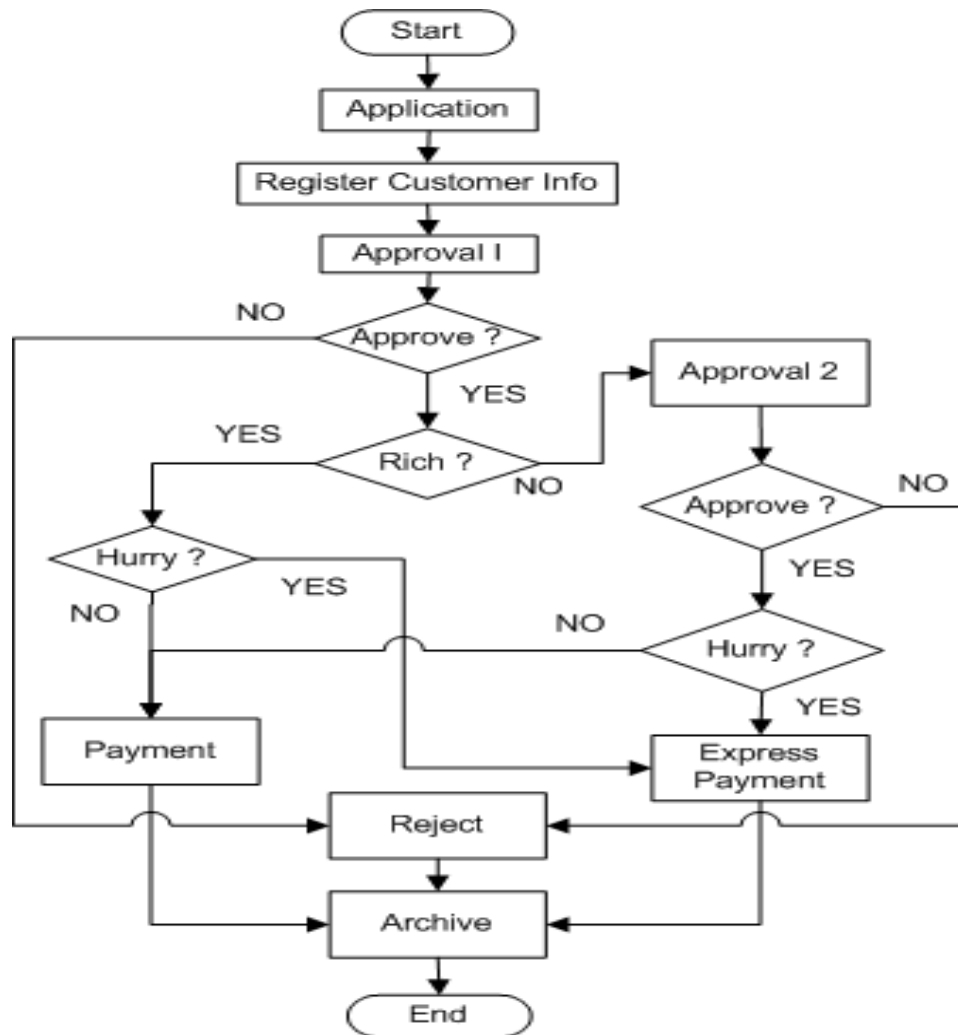 Start
Application
Register Customer Info
Approval I
NO
Approve ?
YES
Approval 2
YES
Rich ?
NO
Approve ?
NO
YES
Hurry ?
YES
NO
NO
Hurry ?
YES
Payment
Express
Payment
Reject
Archive
End